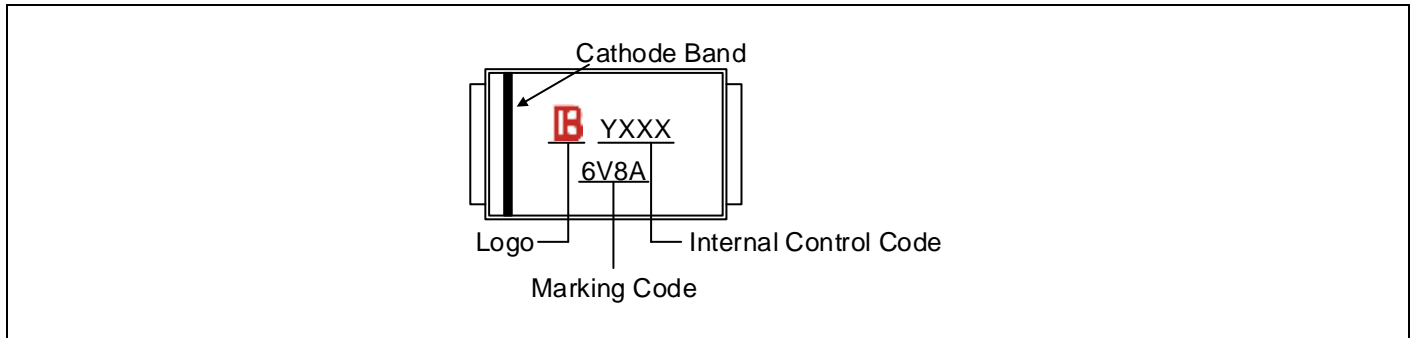 Cathode Band
YXXX
6V8A
Logo
Internal Control Code
Marking Code